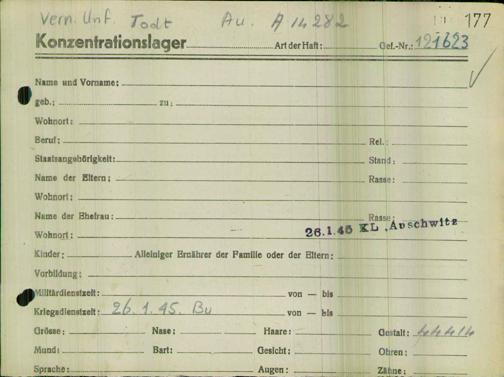 Vern. Unf. Todt Au. A 14282 177
Konzentrationslager Art der Haft: Gef.-Nr.: 121623
Name und Vorname:
geb.: zu:
Wohnort:
Beruf: Rel.:
Staatsangehörigkeit: Stand:
Name der Eltern: Rasse:
Wohnort:
Name der Ehefrau: Rasse:
Wohnort: 26.1.45 KL. Auschwitz
Kinder: Alleiniger Ernährer der Familie oder der Eltern:
Vorbildung:
Militärdienstzeit: von — bis
Kriegsdienstzeit: 26.1.45. Bu von — bis
Grösse: Nase: Haare: Gestalt:
Mund: Bart: Gesicht: Ohren:
Sprache: Augen: Zähne: